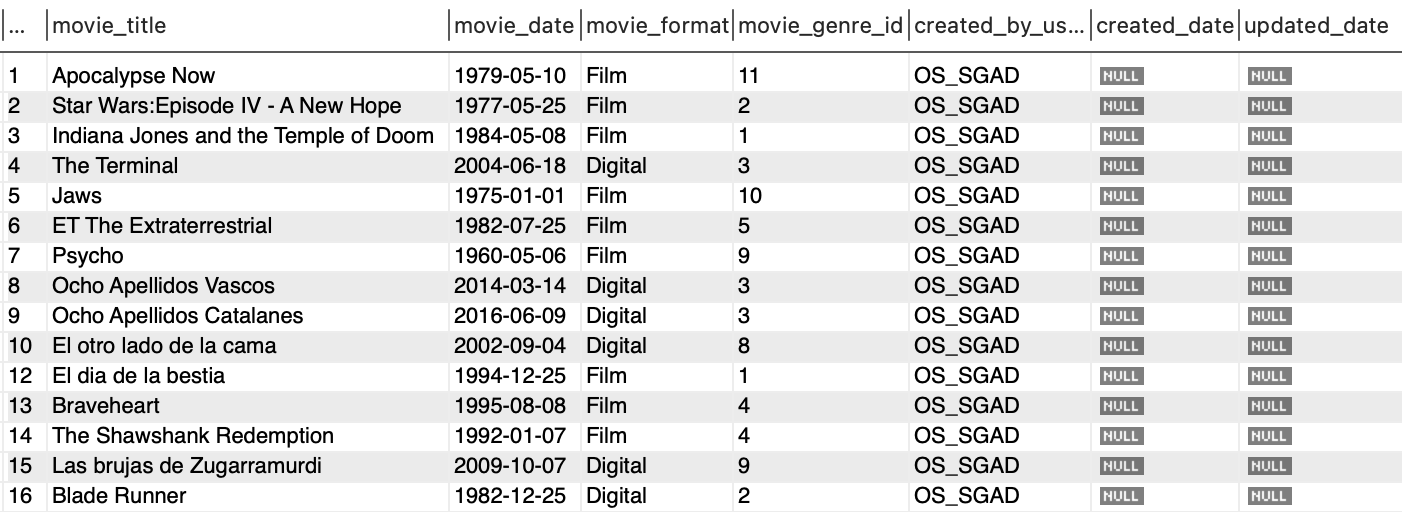 ... movie_title movie_date movie_format movie_genre_id created_by_us... created_date updated_date
1 Apocalypse Now 1979-05-10 Film 11 OS_SGAD NULL NULL
2 Star Wars:Episode IV - A New Hope 1977-05-25 Film 2 OS_SGAD NULL NULL
3 Indiana Jones and the Temple of Doom 1984-05-08 Film 1 OS_SGAD NULL NULL
4 The Terminal 2004-06-18 Digital 3 OS_SGAD NULL NULL
5 Jaws 1975-01-01 Film 10 OS_SGAD NULL NULL
6 ET The Extraterrestrial 1982-07-25 Film 5 OS_SGAD NULL NULL
7 Psycho 1960-05-06 Film 9 OS_SGAD NULL NULL
8 Ocho Apellidos Vascos 2014-03-14 Digital 3 OS_SGAD NULL NULL
9 Ocho Apellidos Catalanes 2016-06-09 Digital 3 OS_SGAD NULL NULL
10 El otro lado de la cama 2002-09-04 Digital 8 OS_SGAD NULL NULL
12 El dia de la bestia 1994-12-25 Film 1 OS_SGAD NULL NULL
13 Braveheart 1995-08-08 Film 4 OS_SGAD NULL NULL
14 The Shawshank Redemption 1992-01-07 Film 4 OS_SGAD NULL NULL
15 Las brujas de Zugarramurdi 2009-10-07 Digital 9 OS_SGAD NULL NULL
16 Blade Runner 1982-12-25 Digital 2 OS_SGAD NULL NULL